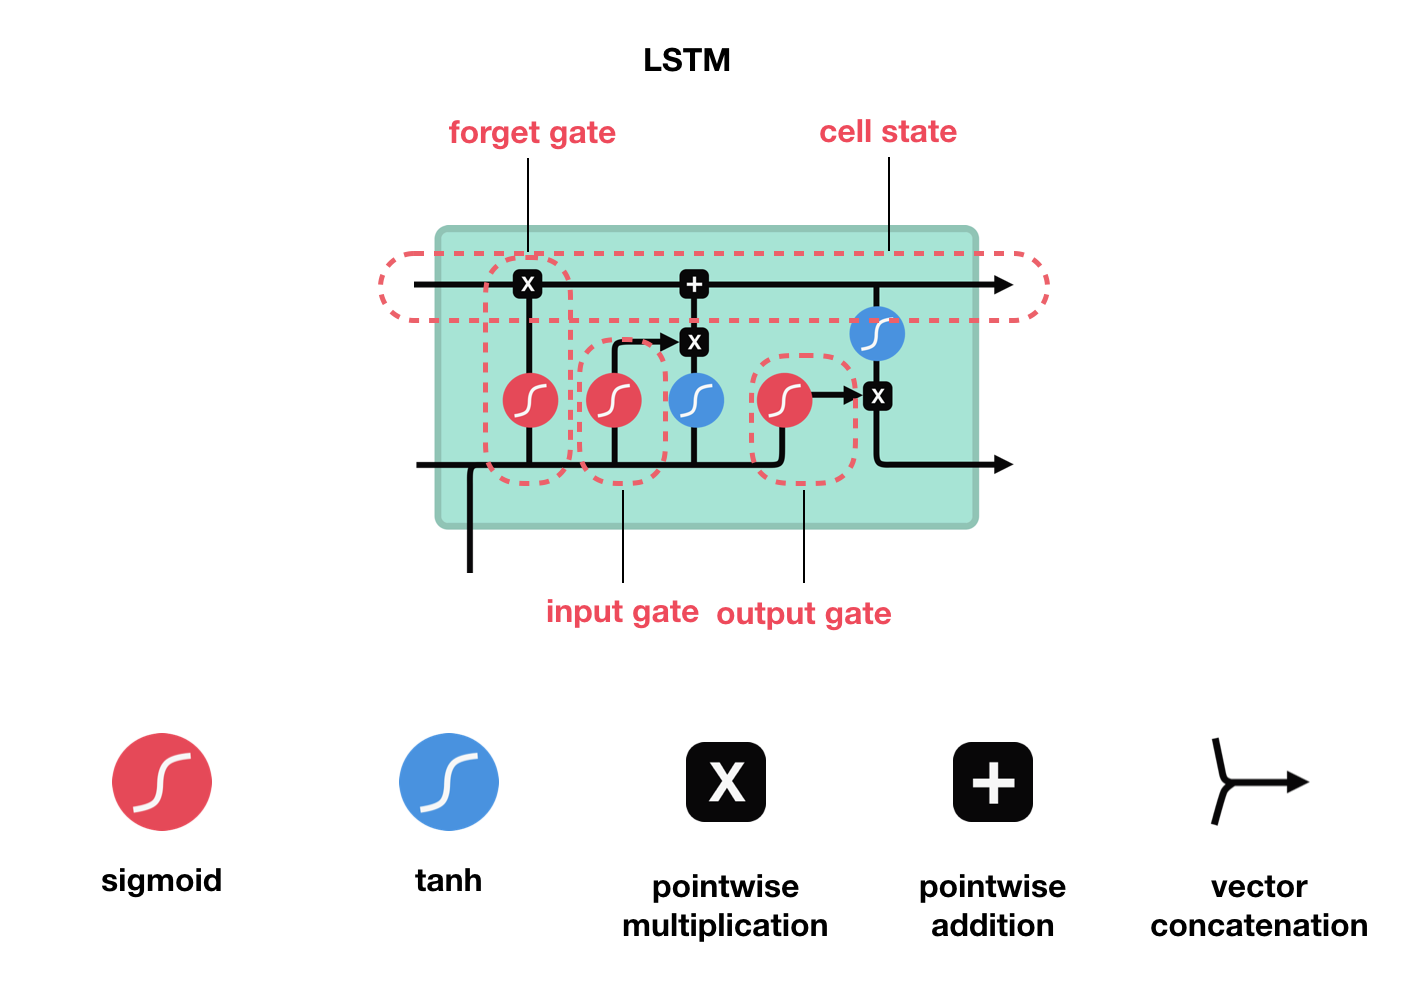 LSTM
forget gate
cell state
X
+
X
X
input gate
output gate
X
+
sigmoid
tanh
pointwise
multiplication
pointwise
addition
vector
concatenation